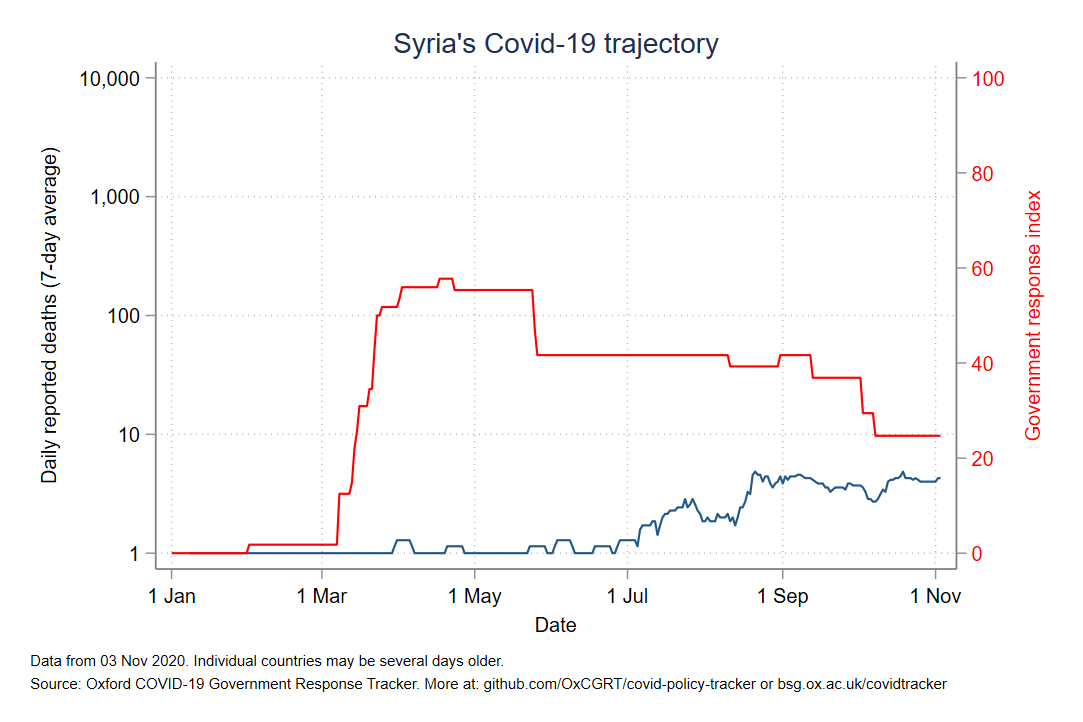 Syria's Covid-19 trajectory
10,000
1,000
100
10
1
Daily reported deaths (7-day average)
100
80
60
40
20
0
Government response index
1 Jan
1 Mar
1 May
1 Jul
1 Sep
1 Nov
Date
Data from 03 Nov 2020. Individual countries may be several days older.
Source: Oxford COVID-19 Government Response Tracker. More at: github.com/OxCGRT/covid-policy-tracker or bsg.ox.ac.uk/covidtracker